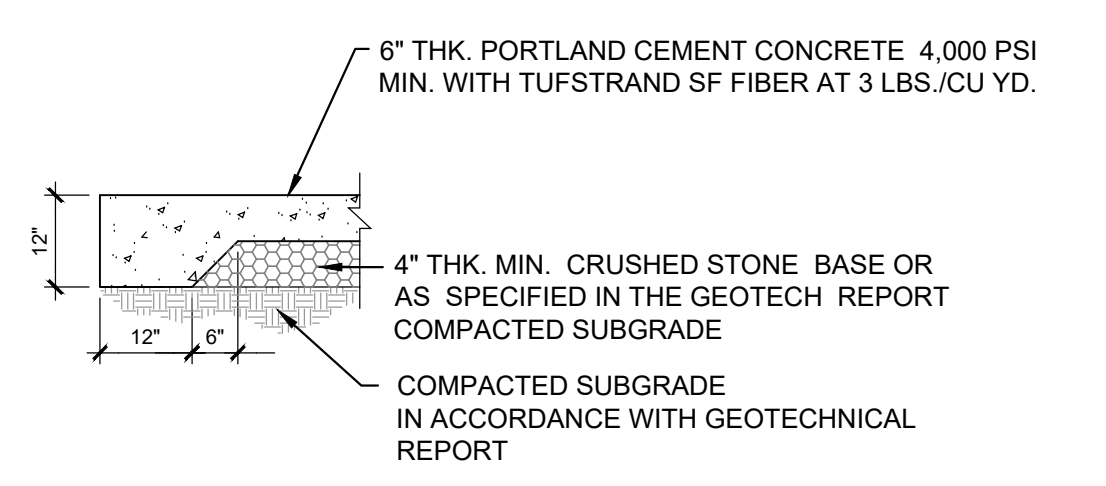 6" THK. PORTLAND CEMENT CONCRETE 4,000 PSI
MIN. WITH TUFSTRAND SF FIBER AT 3 LBS./CU YD.
12"
4" THK. MIN. CRUSHED STONE BASE OR
AS SPECIFIED IN THE GEOTECH REPORT
COMPACTED SUBGRADE
12"
6"
COMPACTED SUBGRADE
IN ACCORDANCE WITH GEOTECHNICAL
REPORT